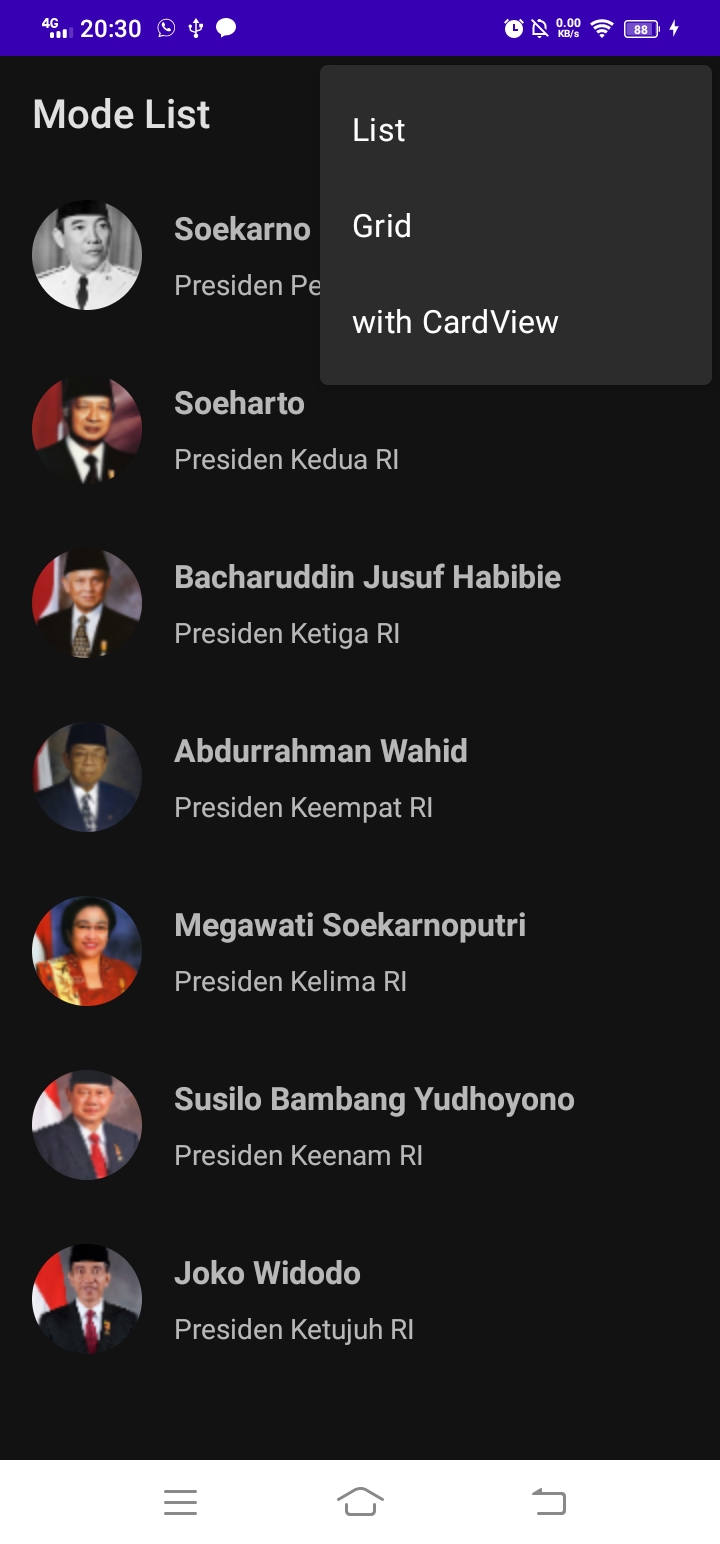 4G 20:30 0.00 KB/s 88
Mode List
List
Grid
with CardView
Soekarno
Presiden Pe
Soeharto
Presiden Kedua RI
Bacharuddin Jusuf Habibie
Presiden Ketiga RI
Abdurrahman Wahid
Presiden Keempat RI
Megawati Soekarnoputri
Presiden Kelima RI
Susilo Bambang Yudhoyono
Presiden Keenam RI
Joko Widodo
Presiden Ketujuh RI